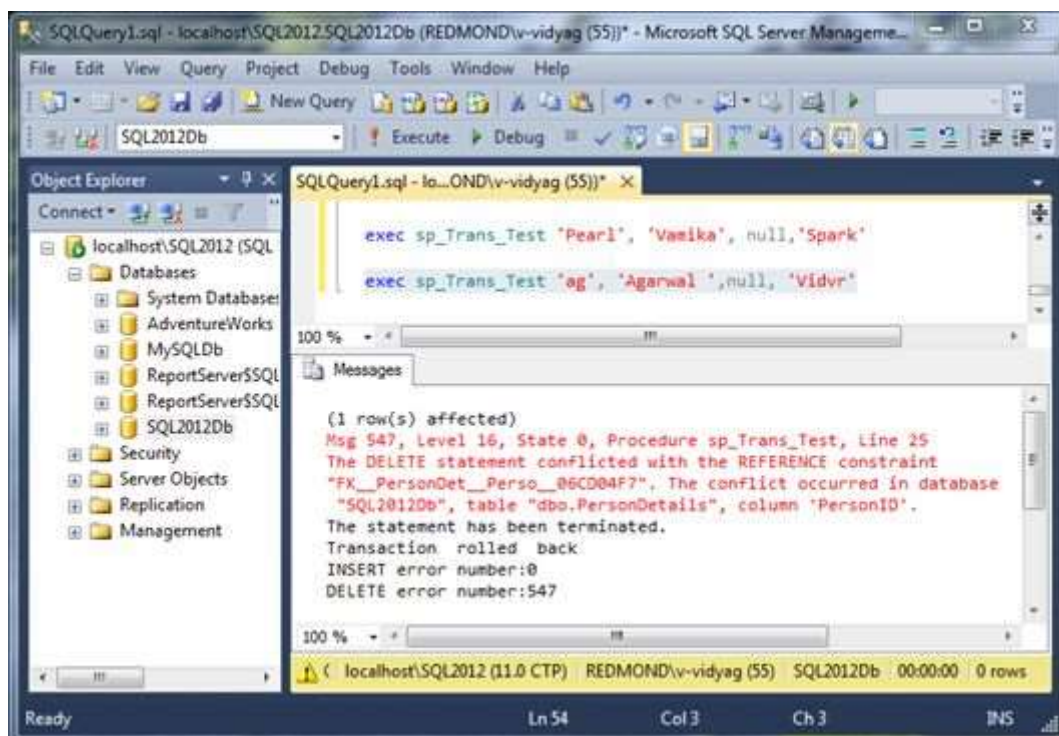 SQLQuery1.sql - localhost\SQL2012.SQL2012Db (REDMOND\v-vidyag (55))* - Microsoft SQL Server Manageme...
File Edit View Query Project Debug Tools Window Help
New Query
SQL2012Db
Execute Debug
Object Explorer
Connect
localhost\SQL2012 (SQL
Databases
System Databases
AdventureWorks
MySQLDb
ReportServer$SQL
ReportServer$SQL
SQL2012Db
Security
Server Objects
Replication
Management
SQLQuery1.sql - lo...OND\v-vidyag (55))*
exec sp_Trans_Test 'Pearl', 'Vamika', null,'Spark'
exec sp_Trans_Test 'ag', 'Agarwal ',null, 'Vidyr'
100 %
Messages
(1 row(s) affected)
Msg 547, Level 16, State 0, Procedure sp_Trans_Test, Line 25
The DELETE statement conflicted with the REFERENCE constraint
"FK__PersonDet__Perso__06CD04F7". The conflict occurred in database
"SQL2012Db", table "dbo.PersonDetails", column 'PersonID'.
The statement has been terminated.
Transaction rolled back
INSERT error number:0
DELETE error number:547
100 %
localhost\SQL2012 (11.0 CTP) REDMOND\v-vidyag (55) SQL2012Db 00:00:00 0 rows
Ready Ln 54 Col 3 Ch 3 INS